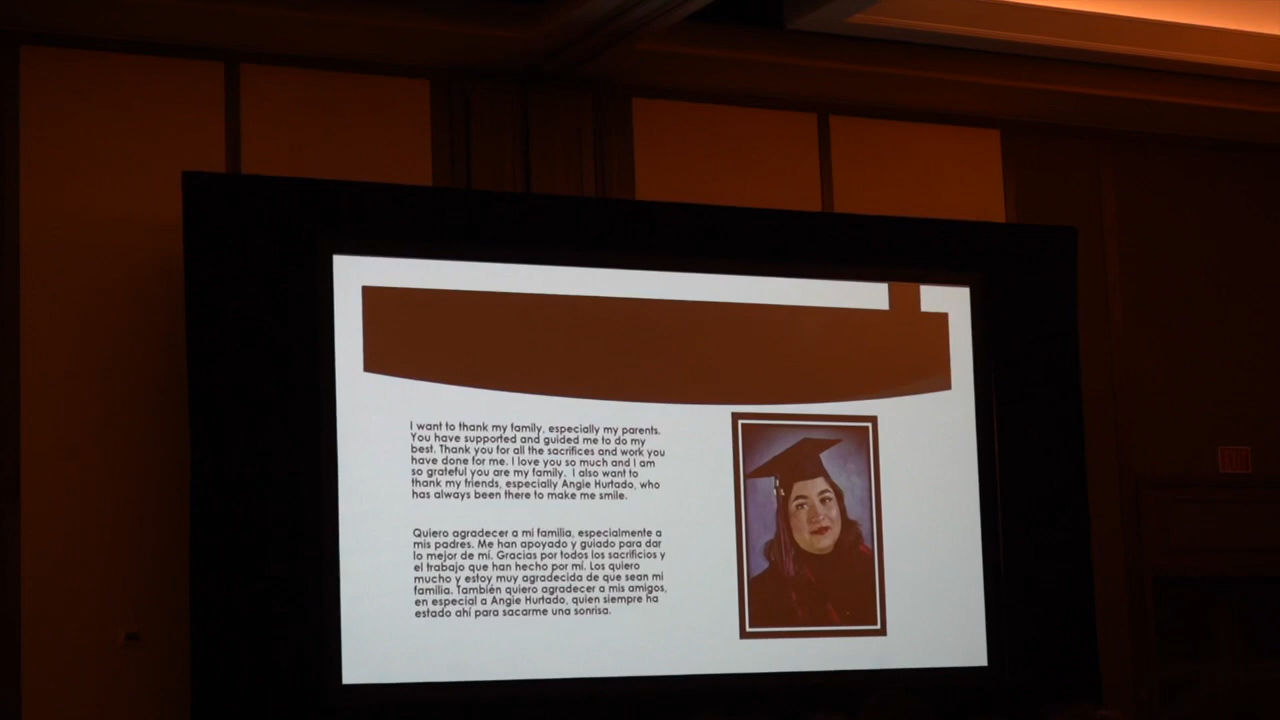 I want to thank my family, especially my parents.
You have supported and guided me to do my
best. Thank you for all the sacrifices and work you
have done for me. I love you so much and I am
so grateful you are my family. I also want to
thank my friends, especially Angie Hurtado, who
has always been there to make me smile.
Quiero agradecer a mi familia, especialmente a
mis padres. Me han apoyado y guiado para dar
lo mejor de mí. Gracias por todos los sacrificios y
el trabajo que han hecho por mí. Los quiero
mucho y estoy muy agradecida de que sean mi
familia. También quiero agradecer a mis amigos,
en especial a Angie Hurtado, quien siempre ha
estado ahí para sacarme una sonrisa.